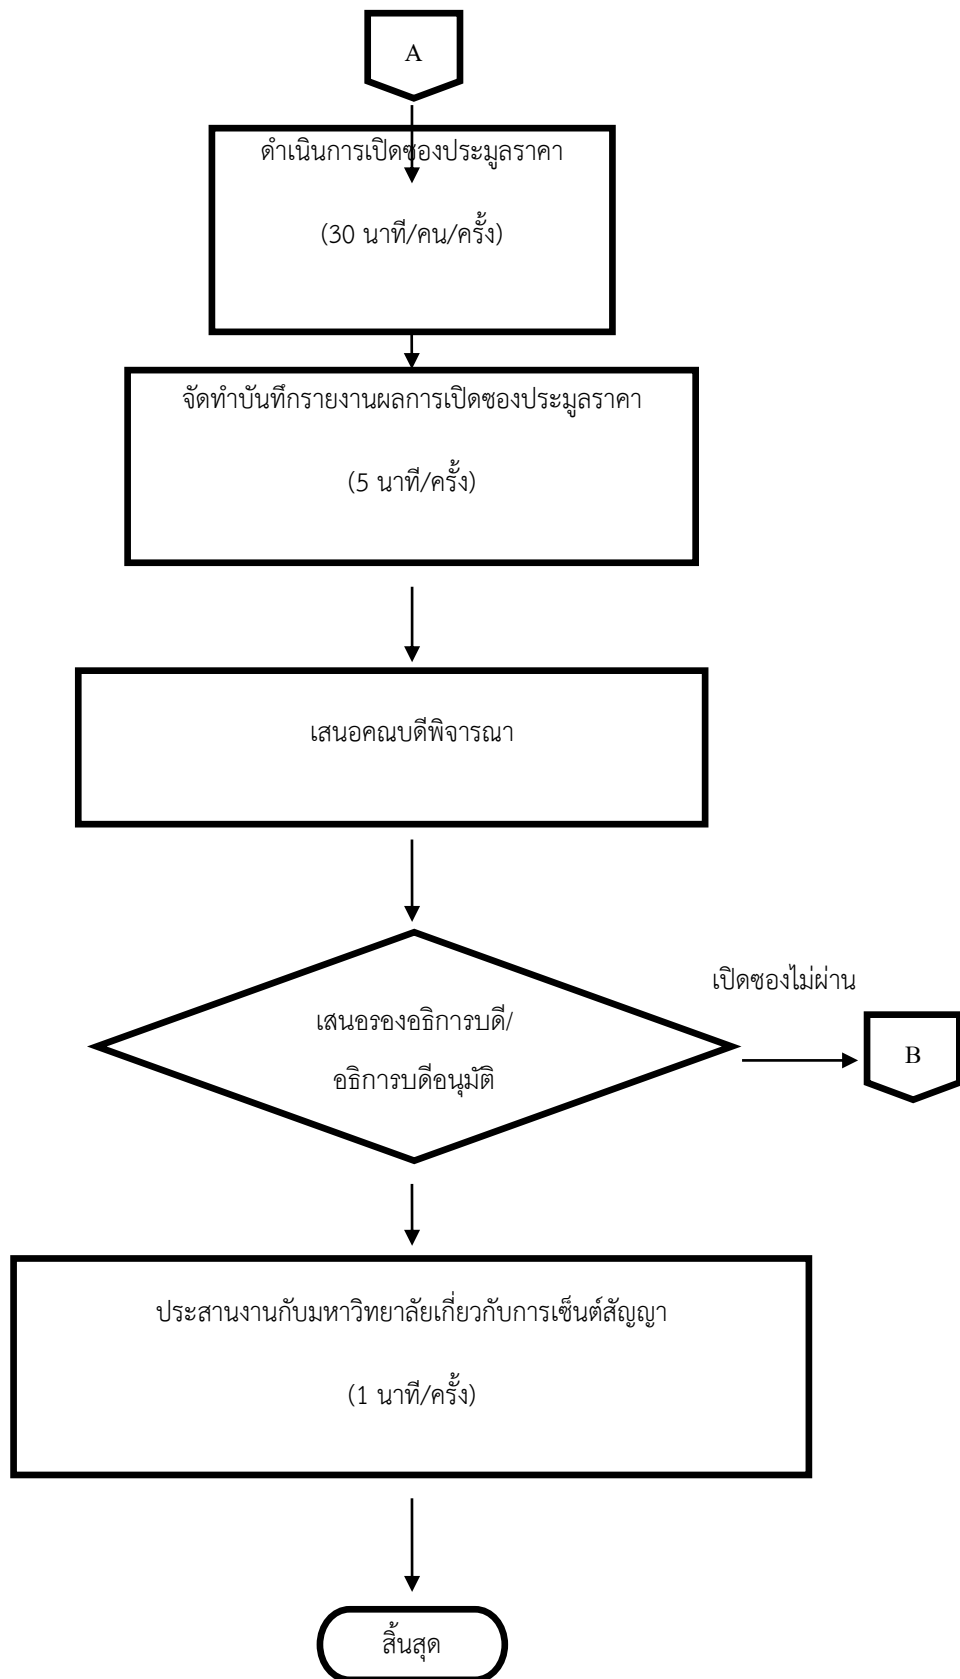 A
ดำเนินการเปิดซองประมูลราคา
(30 นาที/คน/ครั้ง)
จัดทำบันทึกรายงานผลการเปิดซองประมูลราคา
(5 นาที/ครั้ง)
เสนอคณบดีพิจารณา
เปิดซองไม่ผ่าน
เสนอรองอธิการบดี/
อธิการบดีอนุมัติ
B
ประสานงานกับมหาวิทยาลัยเกี่ยวกับการเซ็นต์สัญญา
(1 นาที/ครั้ง)
สิ้นสุด